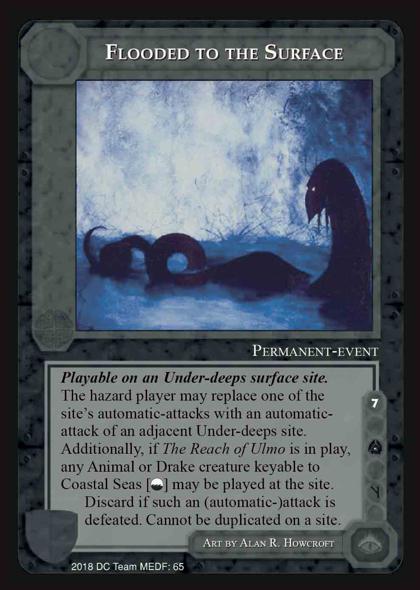 Flooded to the Surface
Permanent-event
Playable on an Under-deeps surface site.
The hazard player may replace one of the
site's automatic-attacks with an automatic-
attack of an adjacent Under-deeps site.
Additionally, if The Reach of Ulmo is in play,
any Animal or Drake creature keyable to
Coastal Seas [] may be played at the site.
Discard if such an (automatic-)attack is
defeated. Cannot be duplicated on a site.
7
Art by Alan R. Howcroft
2018 DC Team MEDF: 65